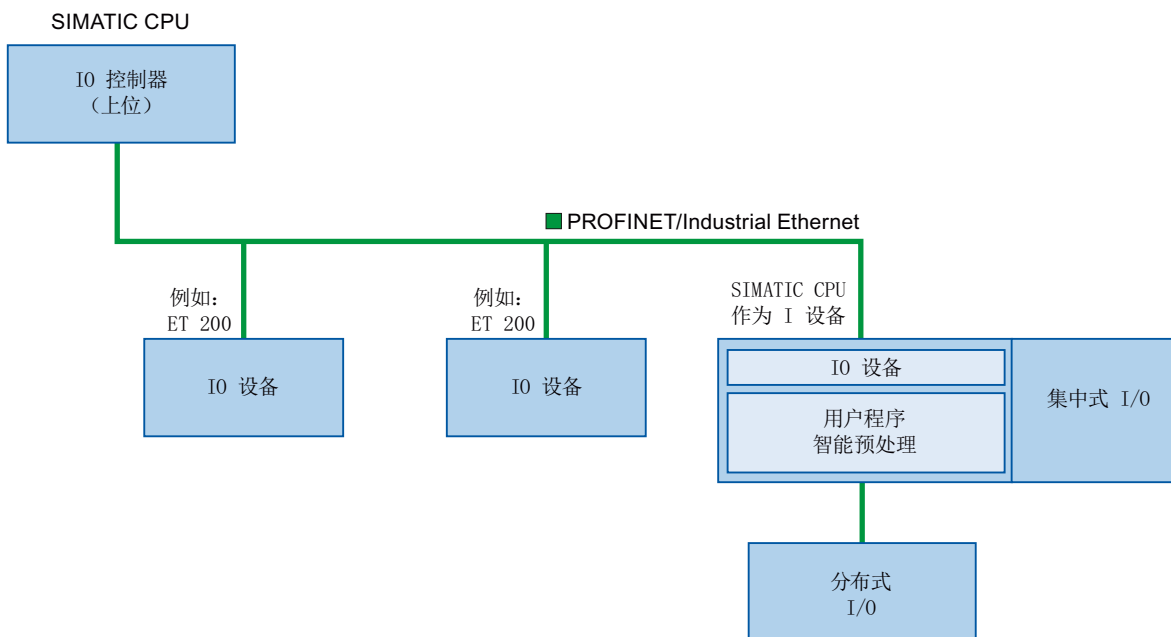 SIMATIC CPU
IO 控制器
（上位）
PROFINET/Industrial Ethernet
例如：
ET 200
例如：
ET 200
SIMATIC CPU
作为 I 设备
IO 设备
IO 设备
IO 设备
用户程序
智能预处理
集中式 I/O
分布式
I/O